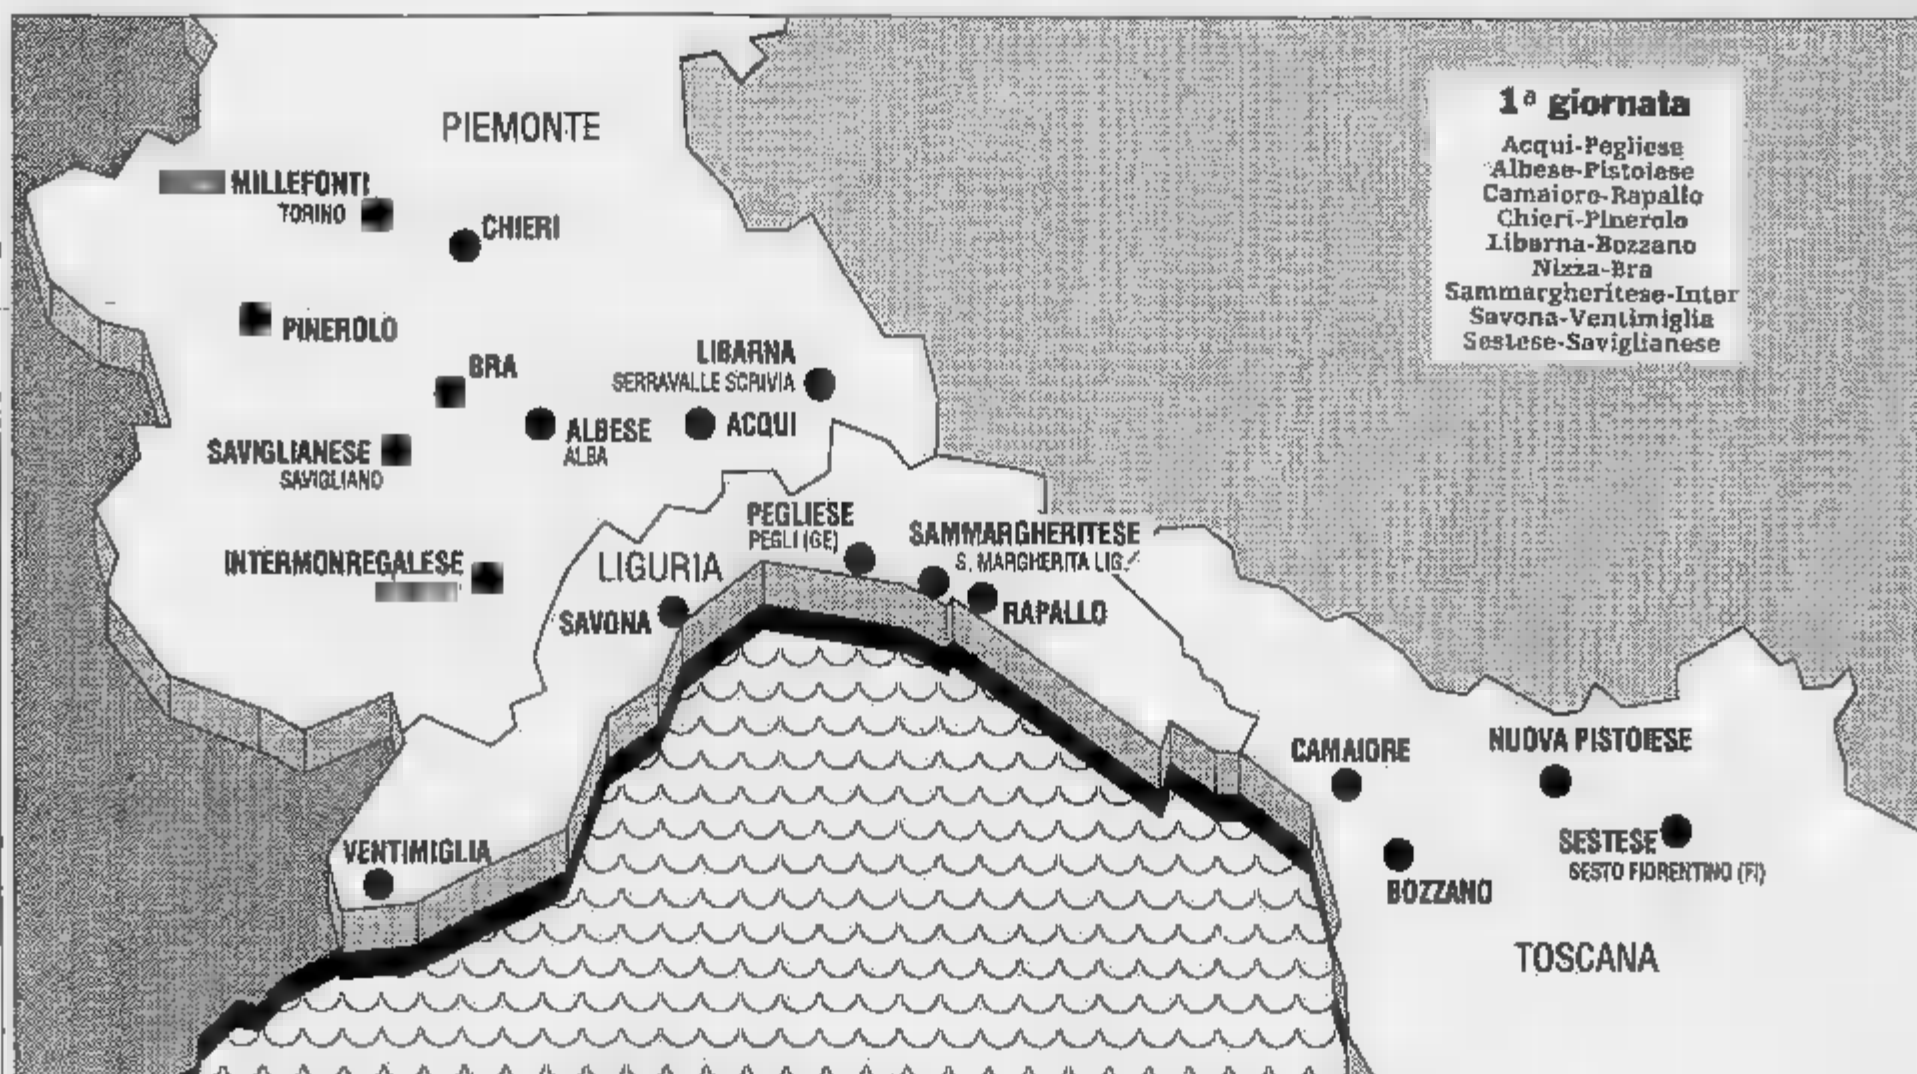 PIEMONTE
MILLEFONTI
TORINO
CHIERI
PINEROLO
BRA
LIBARNA
SERRAVALLE SCRIVIA
ALBESE
ALBA
ACQUI
SAVIGLIANESE
SAVIGLIANO
INTERMONREGALESE
LIGURIA
PEGLIESE
PEGLI (GE)
SAMMARGHERITESE
S. MARGHERITA LIG.
SAVONA
RAPALLO
VENTIMIGLIA
CAMAIORE
NUOVA PISTOIESE
BOZZANO
SESTESE
SESTO FIORENTINO (FI)
TOSCANA
1ª giornata
Acqui-Pegliese
Albese-Pistoiese
Camaiore-Rapallo
Chieri-Pinerolo
Libarna-Bozzano
Nizza-Bra
Sammargheritese-Inter
Savona-Ventimiglia
Sestese-Saviglianese